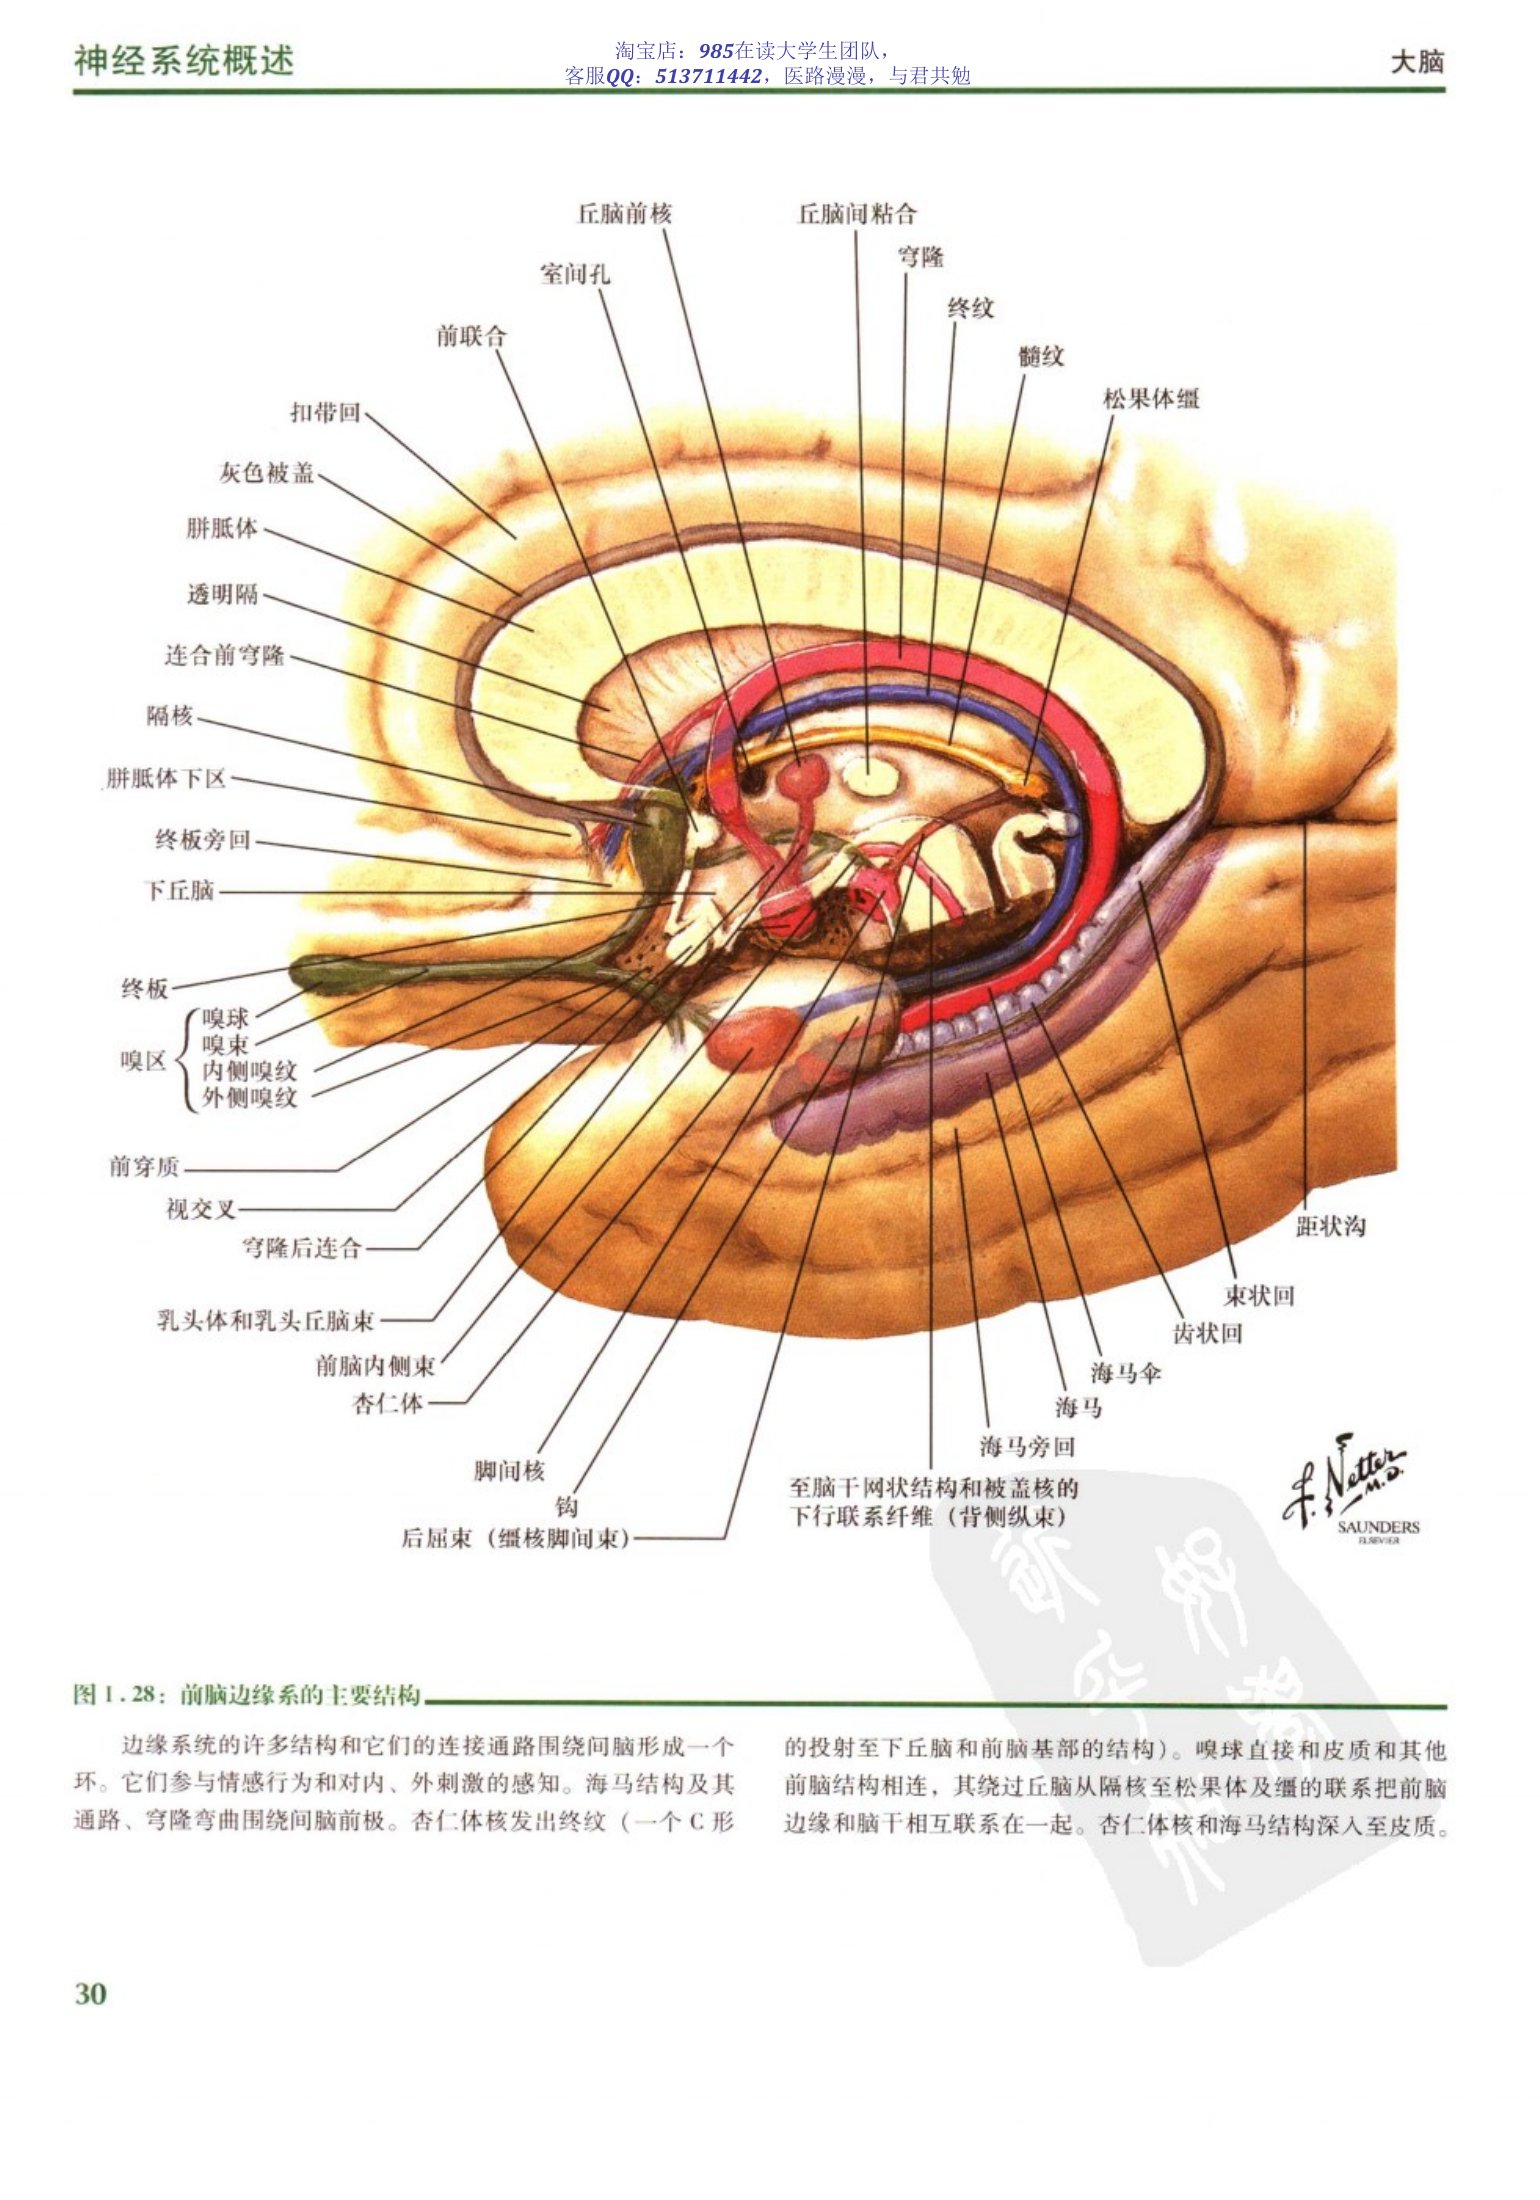 神经系统概述
淘宝店：985在读大学生团队，
客服QQ：513711442，医路漫漫，与君共勉
大脑
丘脑前核
丘脑间粘合
穹隆
室间孔
终纹
前联合
髓纹
松果体缰
扣带回
灰色被盖
胼胝体
透明隔
连合前穹隆
隔核
胼胝体下区
终板旁回
下丘脑
终板
嗅区
嗅球
嗅束
内侧嗅纹
外侧嗅纹
前穿质
视交叉
穹隆后连合
乳头体和乳头丘脑束
前脑内侧束
杏仁体
脚间核
钩
后屈束（缰核脚间束）
距状沟
束状回
齿状回
海马伞
海马
海马旁回
至脑干网状结构和被盖核的
下行联系纤维（背侧纵束）
F. Netter
M.D.
SAUNDERS
ELSEVIER
图 1.28：前脑边缘系的主要结构
边缘系统的许多结构和它们的连接通路围绕间脑形成一个
环。它们参与情感行为和对内、外刺激的感知。海马结构及其
通路、穹隆弯曲围绕间脑前极。杏仁体核发出终纹（一个 C 形
的投射至下丘脑和前脑基部的结构）。嗅球直接和皮质和其他
前脑结构相连，其绕过丘脑从隔核至松果体及缰的联系把前脑
边缘和脑干相互联系在一起。杏仁体核和海马结构深入至皮质。
30